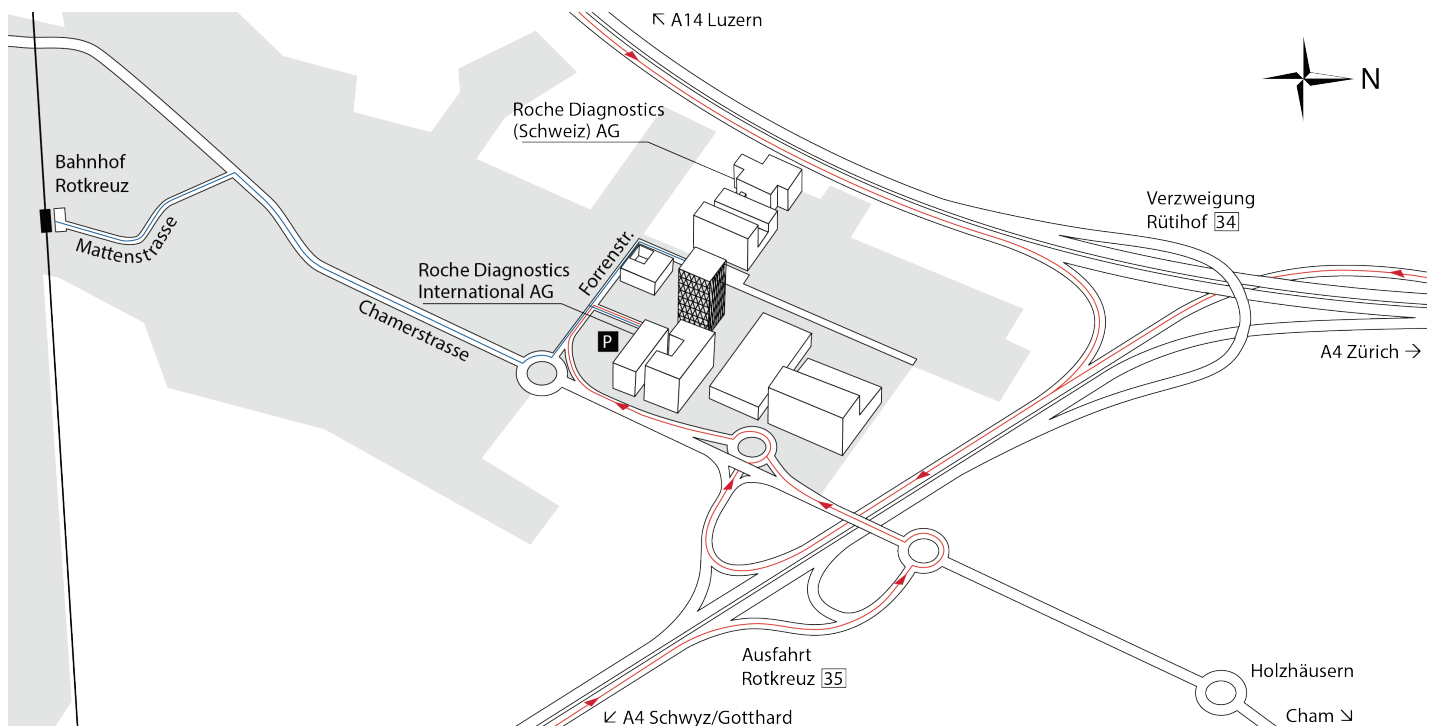 ↖ A14 Luzern
N
Roche Diagnostics
(Schweiz) AG
Bahnhof
Rotkreuz
Verzweigung
Rütihof 34
Mattenstrasse
Forrenstr.
Roche Diagnostics
International AG
Chamerstrasse
P
A4 Zürich →
Ausfahrt
Rotkreuz 35
Holzhäusern
↙ A4 Schwyz/Gotthard
Cham ↘